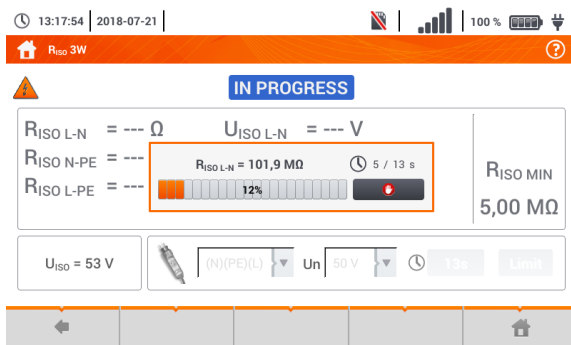 13:17:54 2018-07-21 100 %
RISO 3W ?
IN PROGRESS
RISO L-N = --- Ω UISO L-N = --- V
RISO N-PE = ---
RISO L-PE = ---
RISO L-N = 101,9 MΩ 5 / 13 s
12%
RISO MIN
5,00 MΩ
UISO = 53 V (N)(PE)(L) Un 50 V 13s Limit